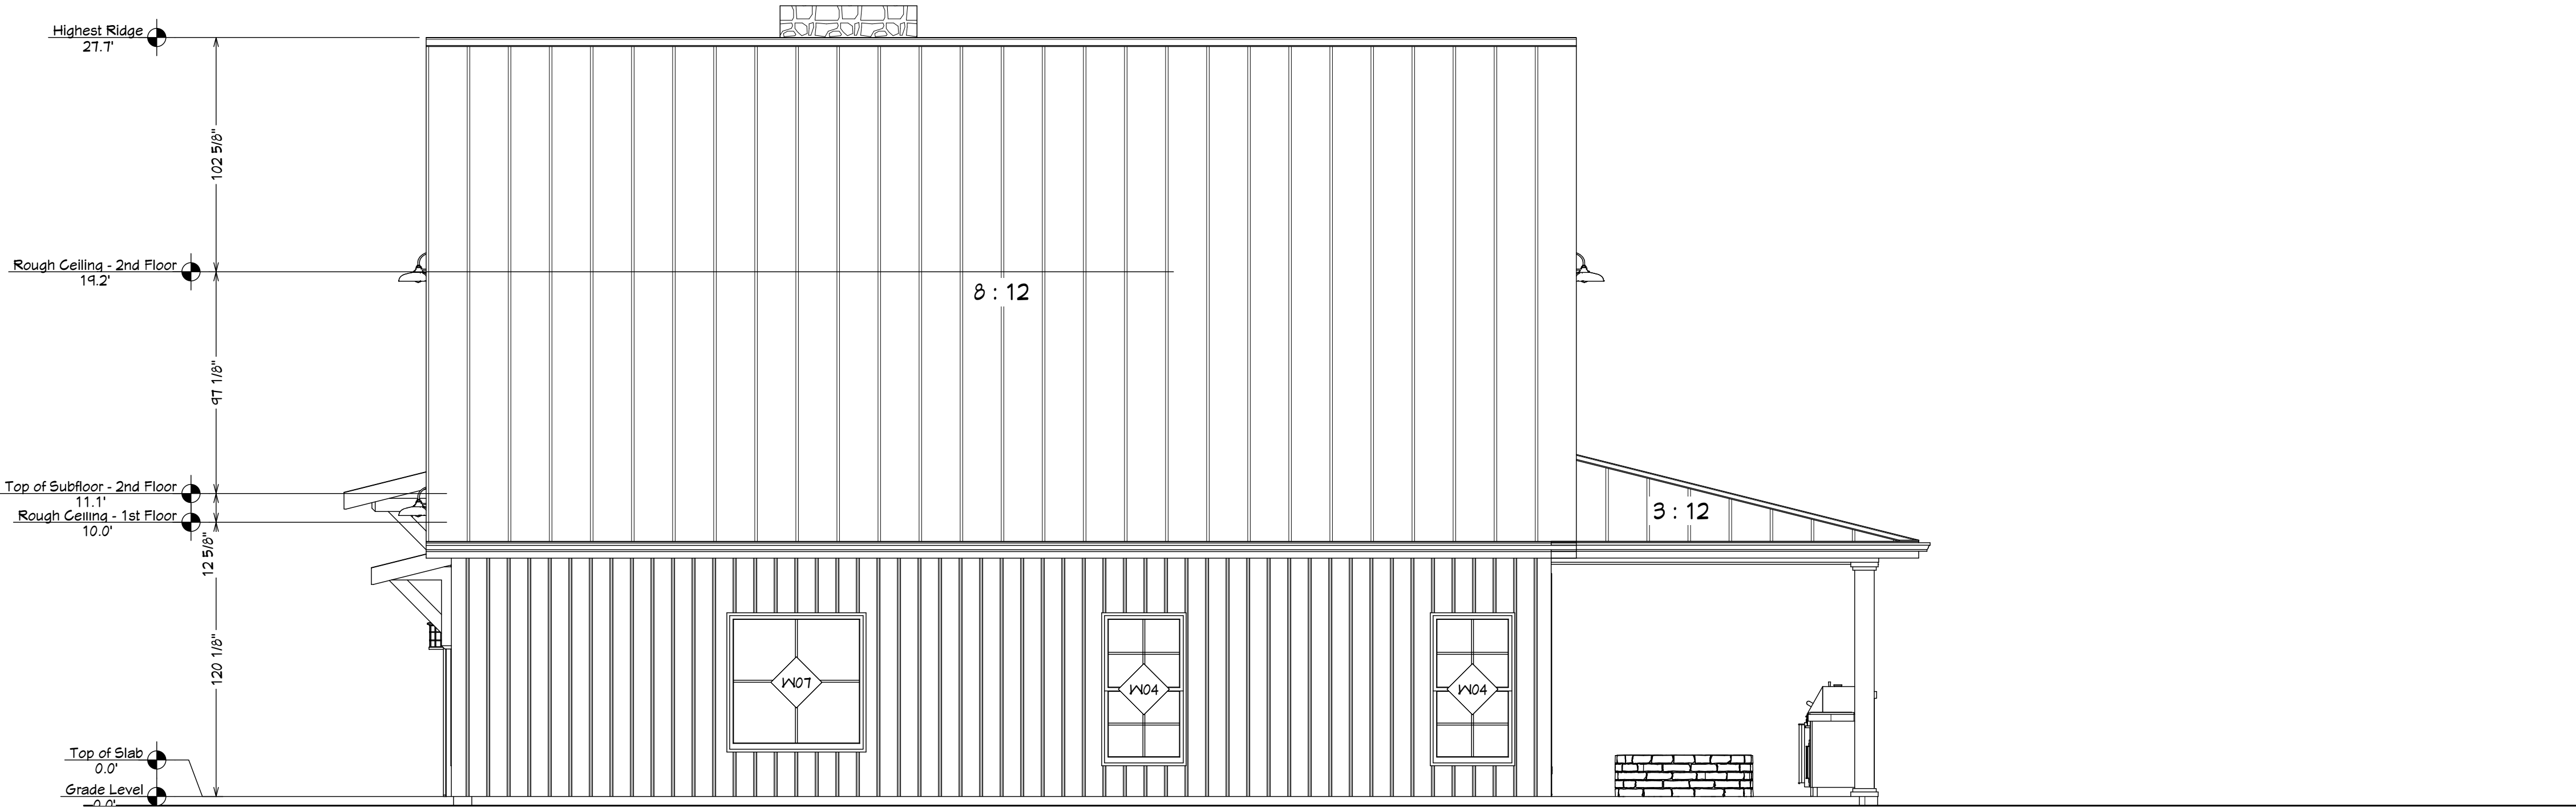 Highest Ridge
27.7'
102 5/8"
Rough Ceiling - 2nd Floor
19.2'
8 : 12
97 1/8"
Top of Subfloor - 2nd Floor
11.1'
Rough Ceiling - 1st Floor
10.0'
3 : 12
12 5/8"
120 1/8"
W07
W04
W04
Top of Slab
0.0'
Grade Level
0.0'